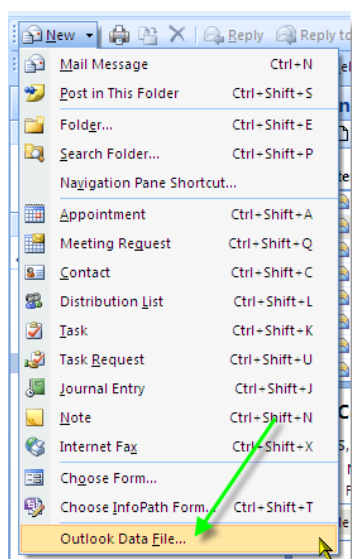 New Reply Reply to
Mail Message Ctrl+N
Post in This Folder Ctrl+Shift+S
Folder... Ctrl+Shift+E
Search Folder... Ctrl+Shift+P
Navigation Pane Shortcut...
Appointment Ctrl+Shift+A
Meeting Request Ctrl+Shift+Q
Contact Ctrl+Shift+C
Distribution List Ctrl+Shift+L
Task Ctrl+Shift+K
Task Request Ctrl+Shift+U
Journal Entry Ctrl+Shift+J
Note Ctrl+Shift+N
Internet Fax Ctrl+Shift+X
Choose Form...
Choose InfoPath Form... Ctrl+Shift+T
Outlook Data File...